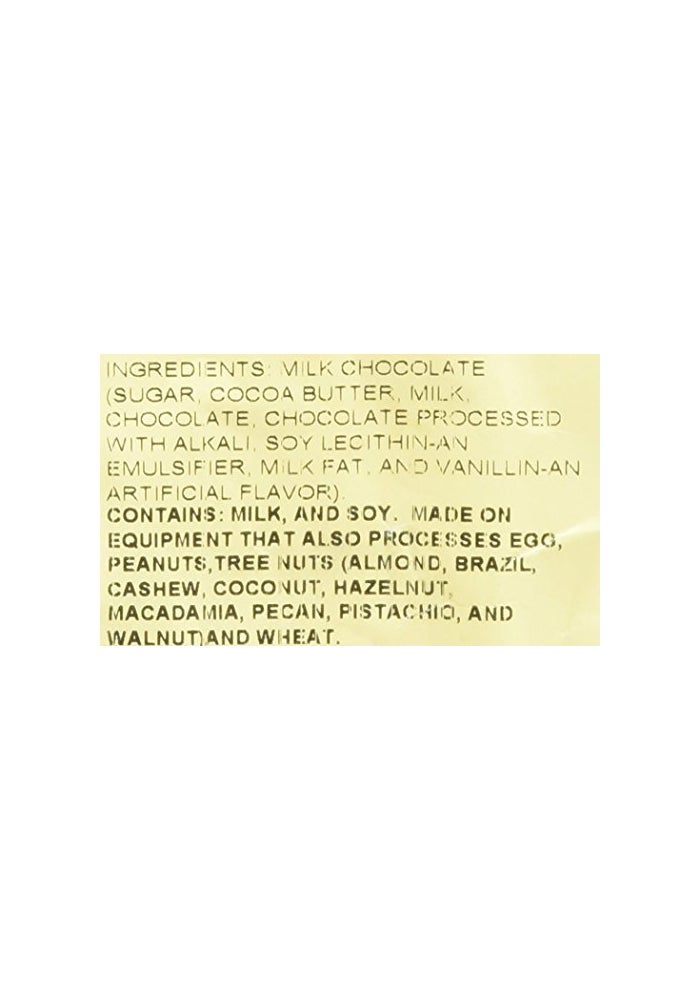 INGREDIENTS: MILK CHOCOLATE
(SUGAR, COCOA BUTTER, MILK,
CHOCOLATE, CHOCOLATE PROCESSED
WITH ALKALI, SOY LECITHIN-AN
EMULSIFIER, MILK FAT, AND VANILLIN-AN
ARTIFICIAL FLAVOR).
CONTAINS: MILK, AND SOY. MADE ON
EQUIPMENT THAT ALSO PROCESSES EGG,
PEANUTS,TREE NUTS (ALMOND, BRAZIL,
CASHEW, COCONUT, HAZELNUT,
MACADAMIA, PECAN, PISTACHIO, AND
WALNUT)AND WHEAT.